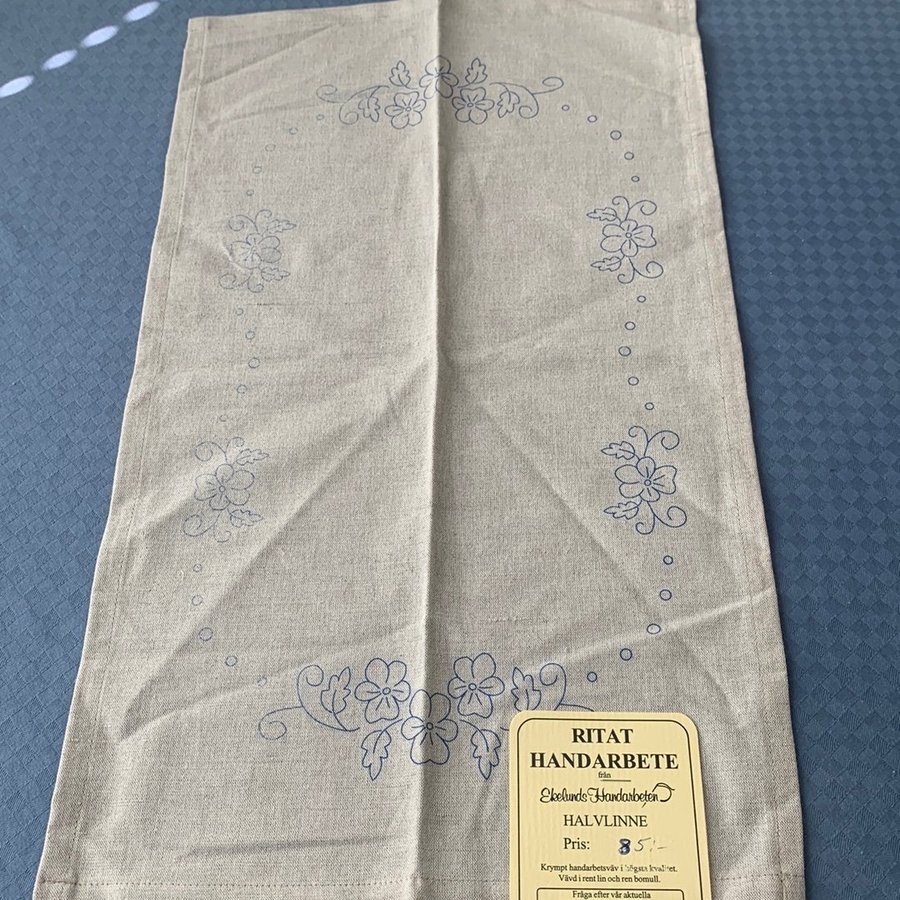 RITAT
HANDARBETE
från
Ekelunds Handarbeten
HALVLINNE
Pris: 85:-
Krympt handarbetsväv i högsta kvalitet.
Vävd i rent lin och ren bomull.
Fråga efter vår aktuella